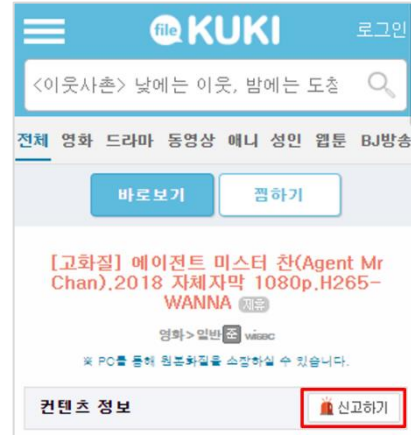 file KUKI 로그인
<이웃사촌> 낮에는 이웃, 밤에는 도청
전체 영화 드라마 동영상 애니 성인 웹툰 BJ방송
바로보기 찜하기
[고화질] 에이전트 미스터 찬(Agent Mr
Chan).2018 자체자막 1080p.H265-
WANNA 제휴
영화>일반 준 wisec
※ PC를 통해 원본화질을 소장하실 수 있습니다.
컨텐츠 정보 신고하기